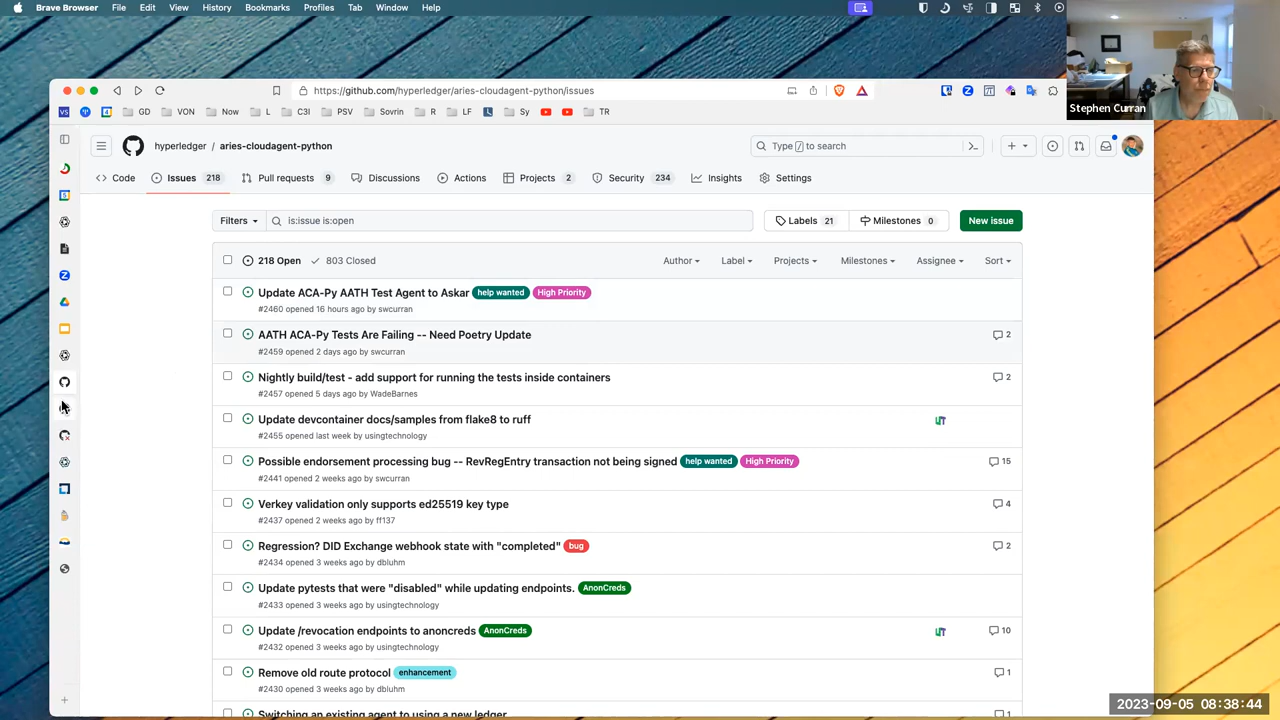 Brave Browser File Edit View History Bookmarks Profiles Tab Window Help
https://github.com/hyperledger/aries-cloudagent-python/issues
GD VON Now L C3I PSV Sovrin R LF Sy TR
Stephen Curran
hyperledger / aries-cloudagent-python
Type / to search
Code Issues 218 Pull requests 9 Discussions Actions Projects 2 Security 234 Insights Settings
Filters is:issue is:open Labels 21 Milestones 0 New issue
218 Open 803 Closed Author Label Projects Milestones Assignee Sort
Update ACA-Py AATH Test Agent to Askar help wanted High Priority
#2460 opened 16 hours ago by swcurran
AATH ACA-Py Tests Are Failing -- Need Poetry Update 2
#2459 opened 2 days ago by swcurran
Nightly build/test - add support for running the tests inside containers 2
#2457 opened 5 days ago by WadeBarnes
Update devcontainer docs/samples from flake8 to ruff
#2455 opened last week by usingtechnology
Possible endorsement processing bug -- RevRegEntry transaction not being signed help wanted High Priority 15
#2441 opened 2 weeks ago by swcurran
Verkey validation only supports ed25519 key type 4
#2437 opened 2 weeks ago by ff137
Regression? DID Exchange webhook state with "completed" bug 2
#2434 opened 3 weeks ago by dbluhm
Update pytests that were "disabled" while updating endpoints. AnonCreds
#2433 opened 3 weeks ago by usingtechnology
Update /revocation endpoints to anoncreds AnonCreds 10
#2432 opened 3 weeks ago by usingtechnology
Remove old route protocol enhancement 1
#2430 opened 3 weeks ago by dbluhm
Switching an existing agent to using a new ledger 1
2023-09-05 08:38:44